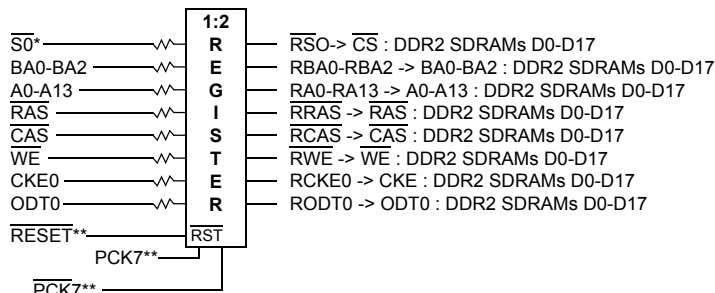 1:2
REGISTER
S0*
RSO-> CS : DDR2 SDRAMs D0-D17
BA0-BA2
RBA0-RBA2 -> BA0-BA2 : DDR2 SDRAMs D0-D17
A0-A13
RA0-RA13 -> A0-A13 : DDR2 SDRAMs D0-D17
RAS
RRAS -> RAS : DDR2 SDRAMs D0-D17
CAS
RCAS -> CAS : DDR2 SDRAMs D0-D17
WE
RWE -> WE : DDR2 SDRAMs D0-D17
CKE0
RCKE0 -> CKE : DDR2 SDRAMs D0-D17
ODT0
RODT0 -> ODT0 : DDR2 SDRAMs D0-D17
RESET**
RST
PCK7**
PCK7**